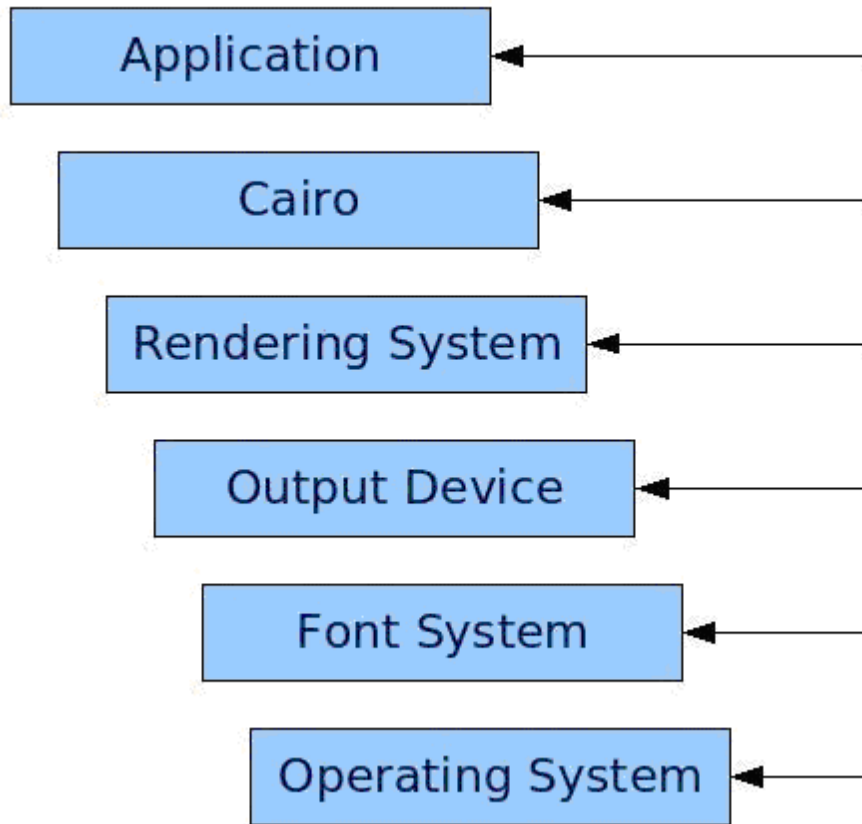 Application
Cairo
Rendering System
Output Device
Font System
Operating System